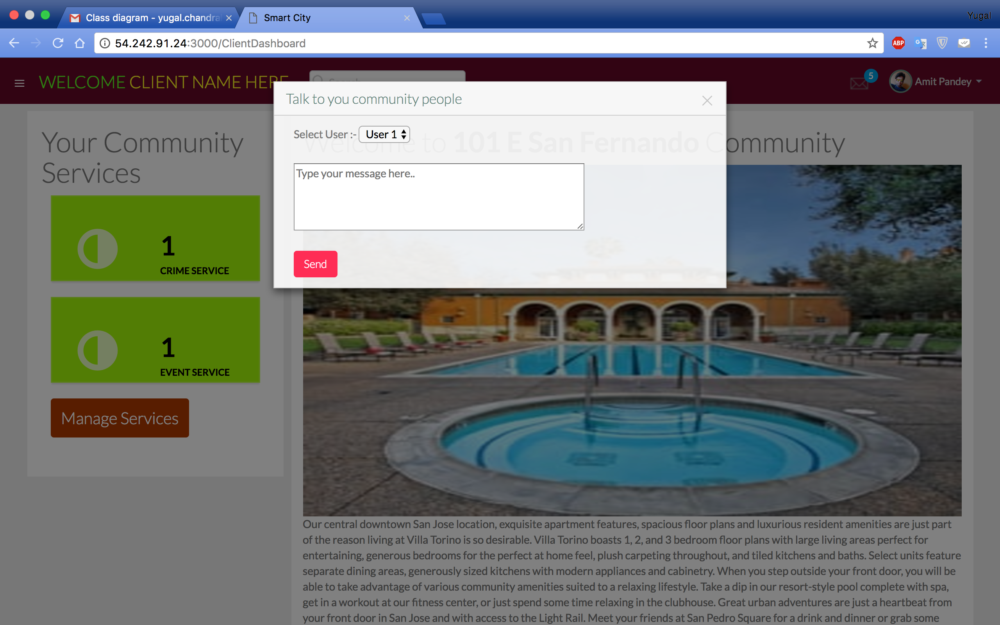 Class diagram - yugal.chandra
Smart City
Yugal
54.242.91.24:3000/ClientDashboard
ABP
WELCOME CLIENT NAME HERE
Search
5
Amit Pandey
Talk to you community people
Select User :- User 1
Type your message here..
Send
Your Community
Services
1
CRIME SERVICE
1
EVENT SERVICE
Manage Services
Welcome to 101 E San Fernando Community
Our central downtown San Jose location, exquisite apartment features, spacious floor plans and luxurious resident amenities are just part
of the reason living at Villa Torino is so desirable. Villa Torino boasts 1, 2, and 3 bedroom floor plans with large living areas perfect for
entertaining, generous bedrooms for the perfect at home feel, plush carpeting throughout, and tiled kitchens and baths. Select units feature
separate dining areas, generously sized kitchens with modern appliances and cabinetry. When you step outside your front door, you will be
able to take advantage of various community amenities suited to a relaxing lifestyle. Take a dip in our resort-style pool complete with spa,
get in a workout at our fitness center, or just spend some time relaxing in the clubhouse. Great urban adventures are just a heartbeat from
your front door in San Jose and with access to the Light Rail. Meet your friends at San Pedro Square for a drink and dinner or grab some